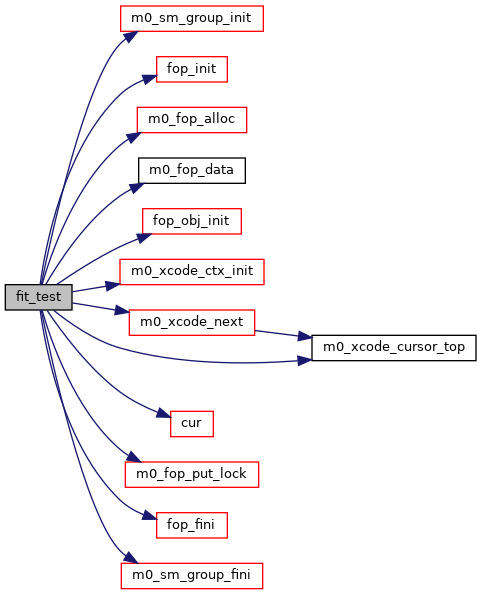 m0_sm_group_init
fop_init
m0_fop_alloc
m0_fop_data
fop_obj_init
m0_xcode_ctx_init
fit_test
m0_xcode_next
m0_xcode_cursor_top
cur
m0_fop_put_lock
fop_fini
m0_sm_group_fini